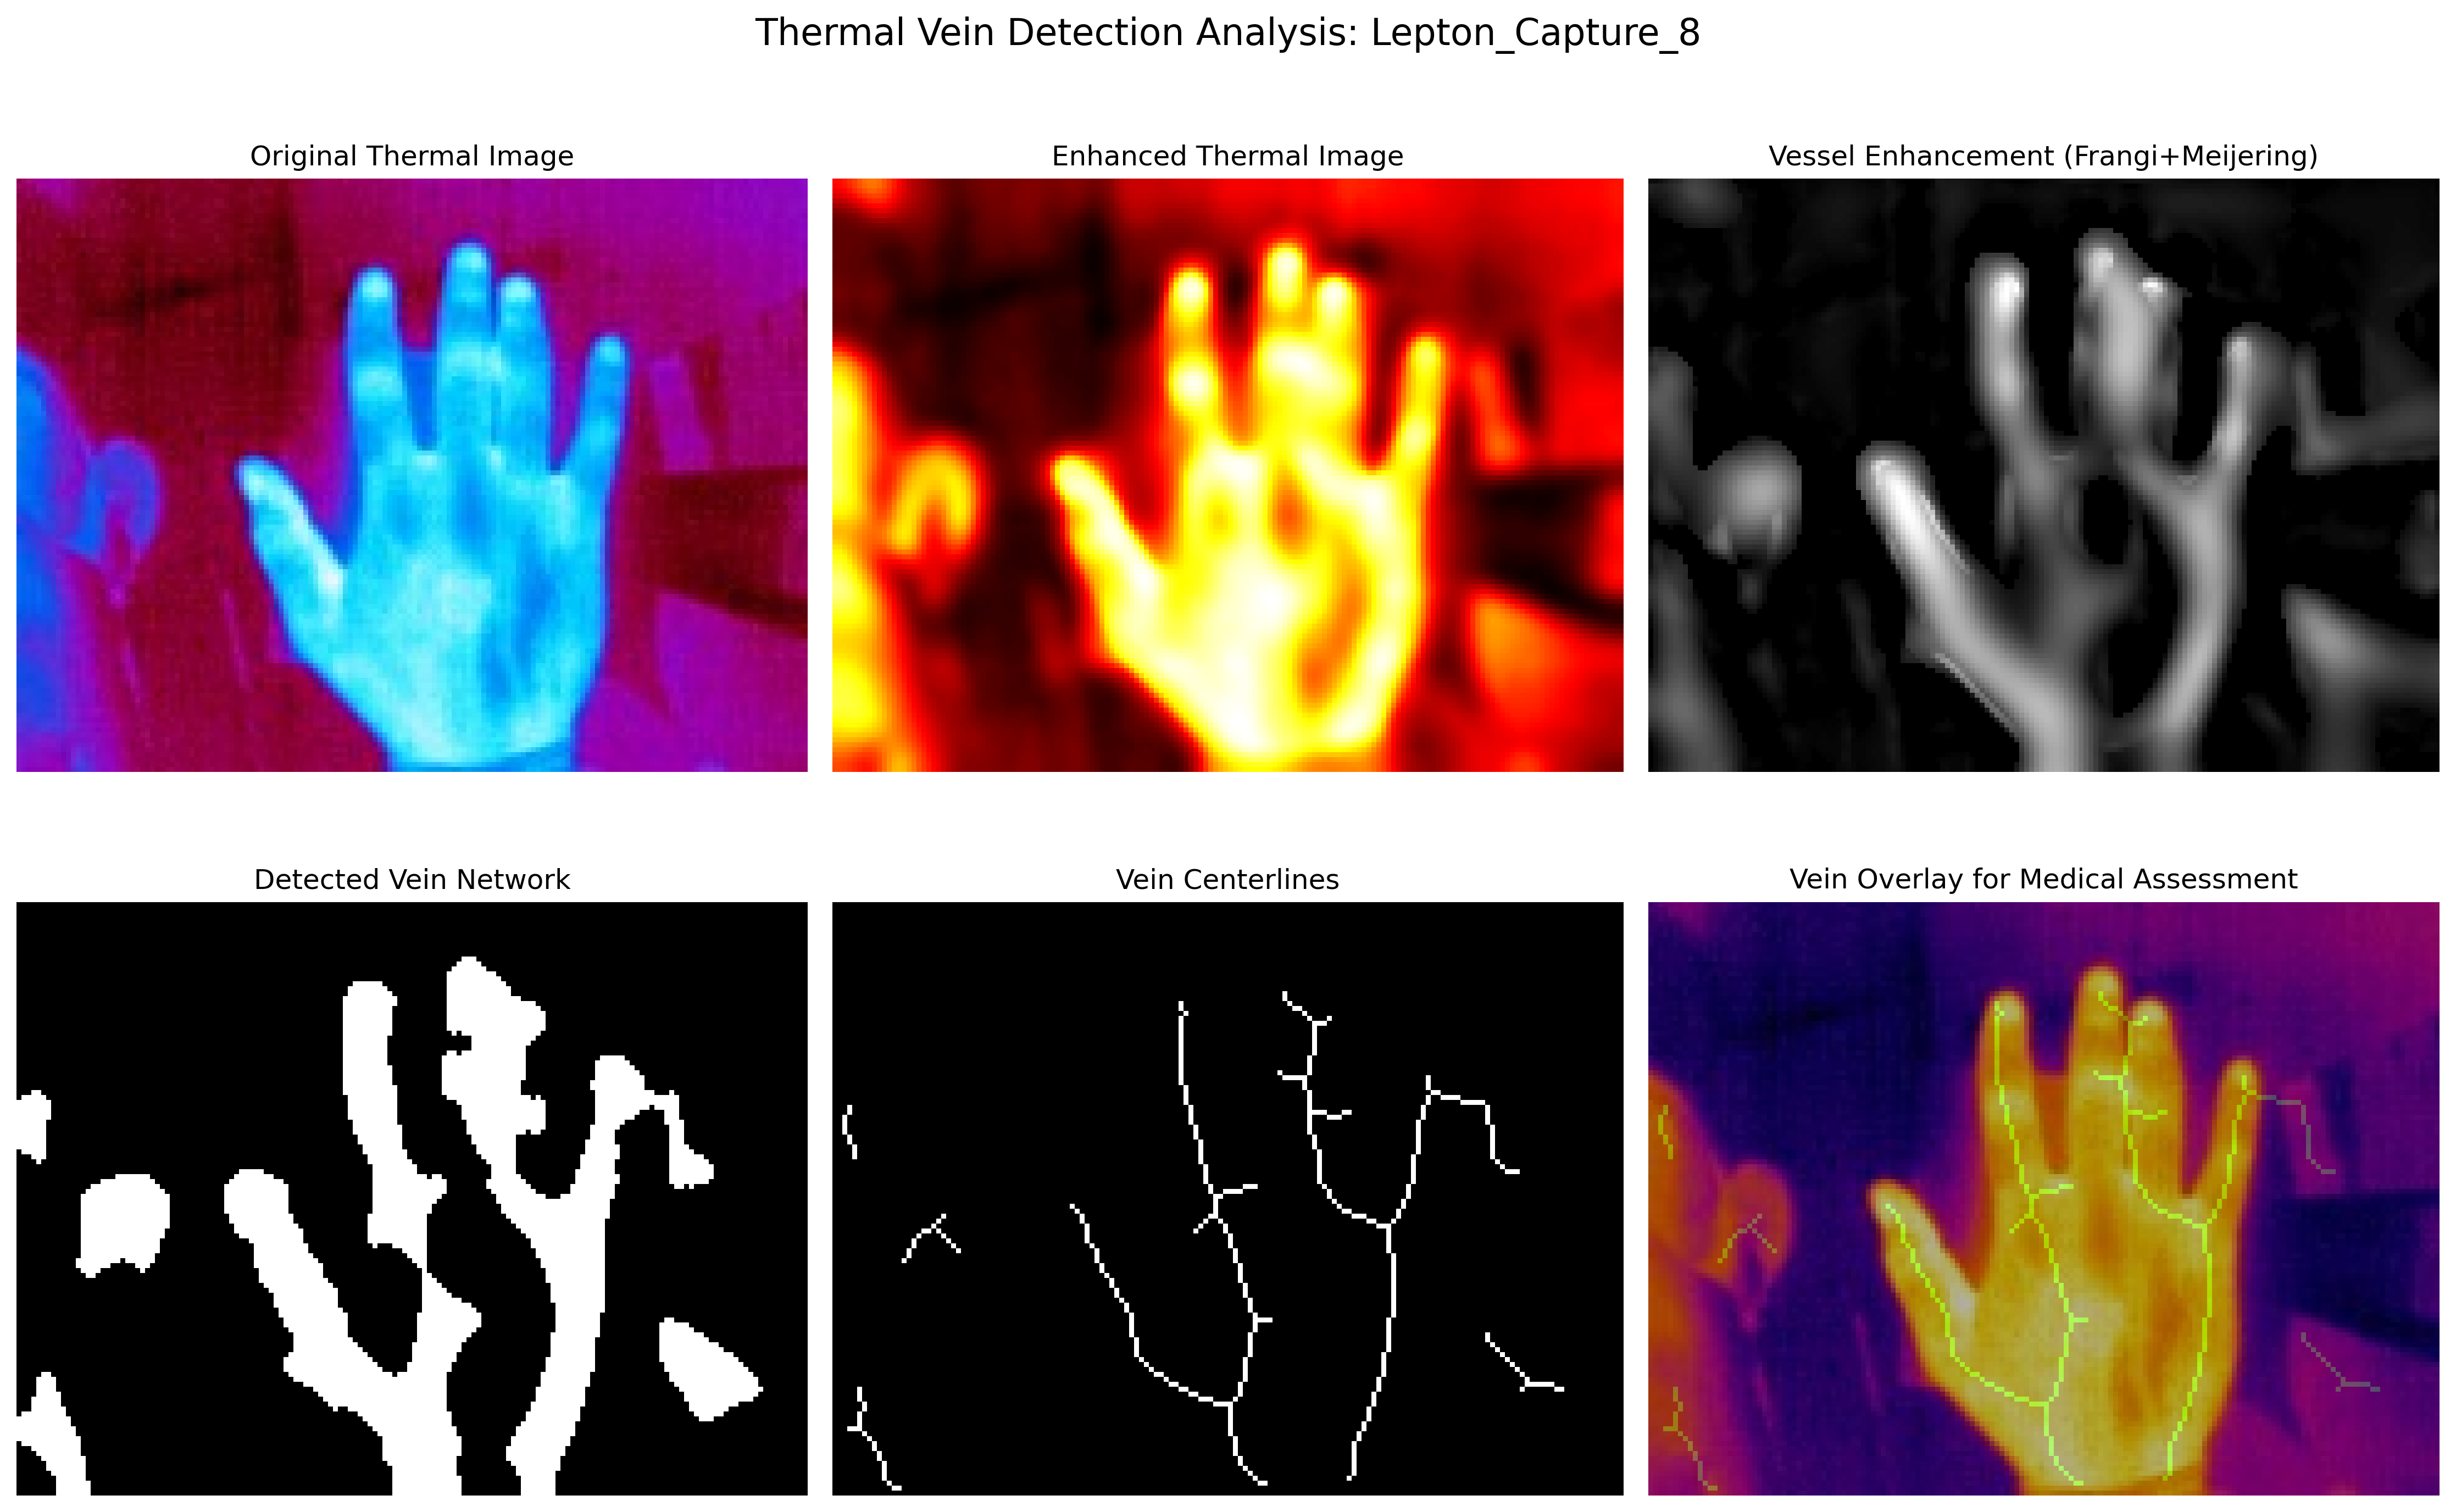 Thermal Vein Detection Analysis: Lepton_Capture_8
Original Thermal Image
Enhanced Thermal Image
Vessel Enhancement (Frangi+Meijering)
Detected Vein Network
Vein Centerlines
Vein Overlay for Medical Assessment